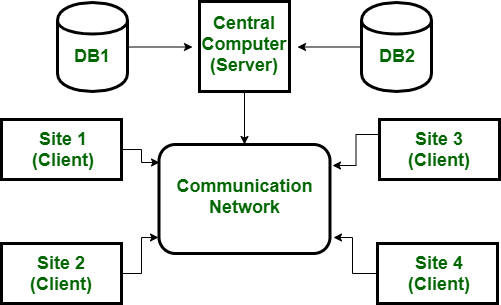 DB1
Central
Computer
(Server)
DB2
Site 1
(Client)
Site 3
(Client)
Communication
Network
Site 2
(Client)
Site 4
(Client)